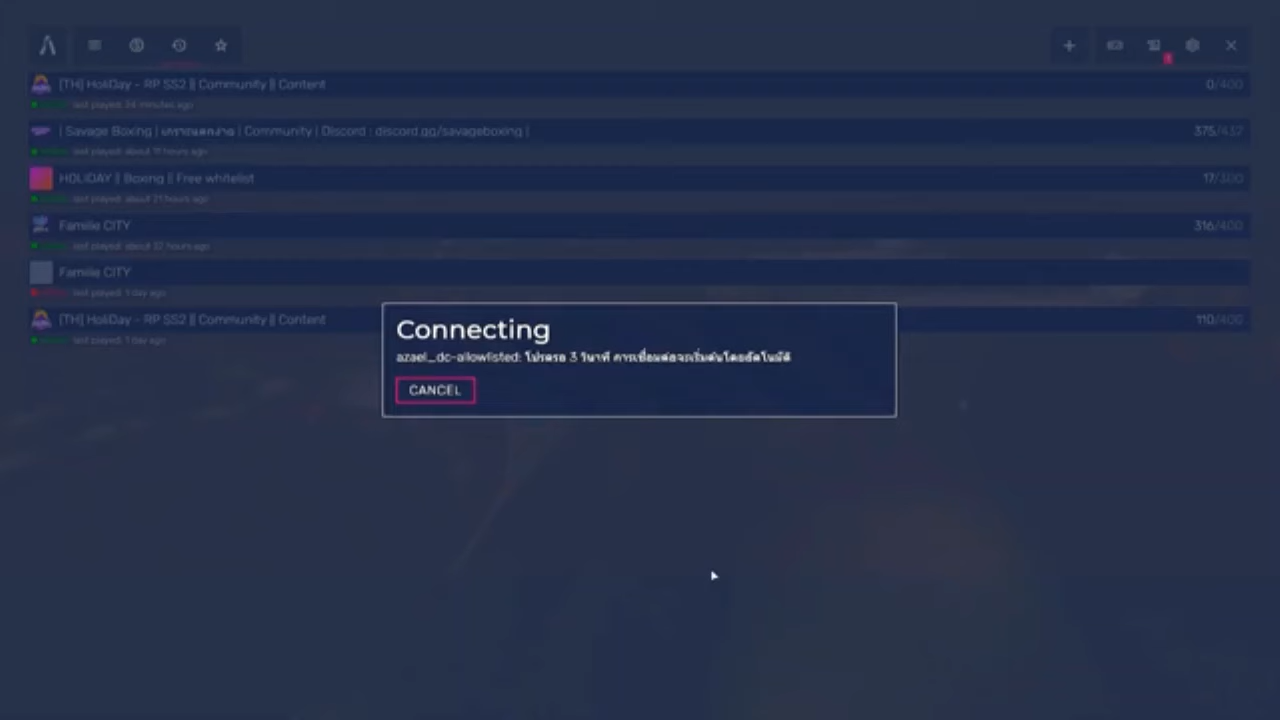 [TH] HoliDay - RP SS2 || Community || Content
0/400
last played: 34 minutes ago
| Savage Boxing | | Community | Discord : discord.gg/savageboxing |
375/432
last played: about 11 hours ago
HOLIDAY || Boxing || Free whitelist
17/300
last played: about 21 hours ago
Familie CITY
316/400
last played: about 22 hours ago
Familie CITY
last played: 1 day ago
[TH] HoliDay - RP SS2 || Community || Content
110/400
last played: 1 day ago
Connecting
azael_dc-allowlisted: โปรดรอ 3 วินาที การเชื่อมต่อจะเริ่มต้นโดยอัตโนมัติ
CANCEL